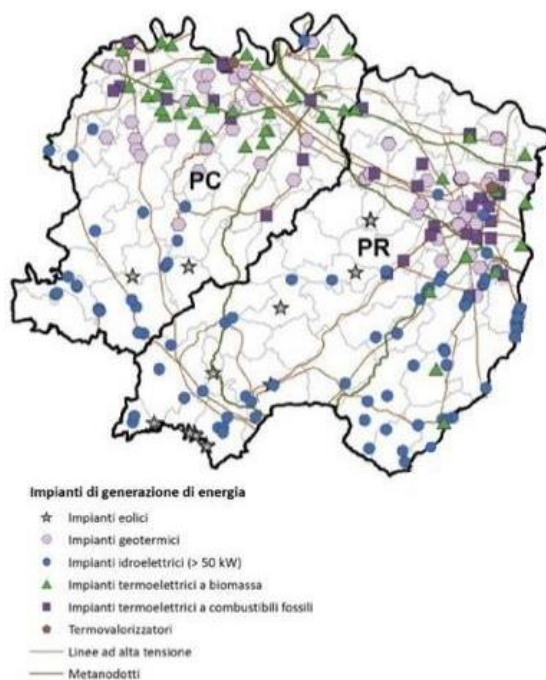 PC
PR
Impianti di generazione di energia
Impianti eolici
Impianti geotermici
Impianti idroelettrici (> 50 kW)
Impianti termoelettrici a biomassa
Impianti termoelettrici a combustibili fossili
Termovalorizzatori
Linee ad alta tensione
Metanodotti